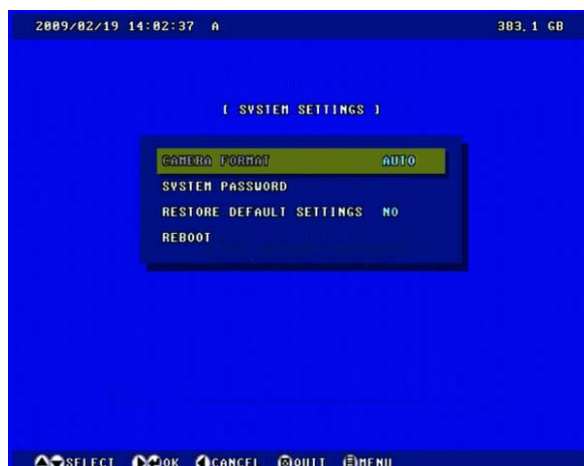 2009/02/19 14:02:37 A 383.1 GB
[ SYSTEM SETTINGS ]
CAMERA FORMAT AUTO
SYSTEM PASSWORD
RESTORE DEFAULT SETTINGS NO
REBOOT
SELECT OK CANCEL QUIT MENU